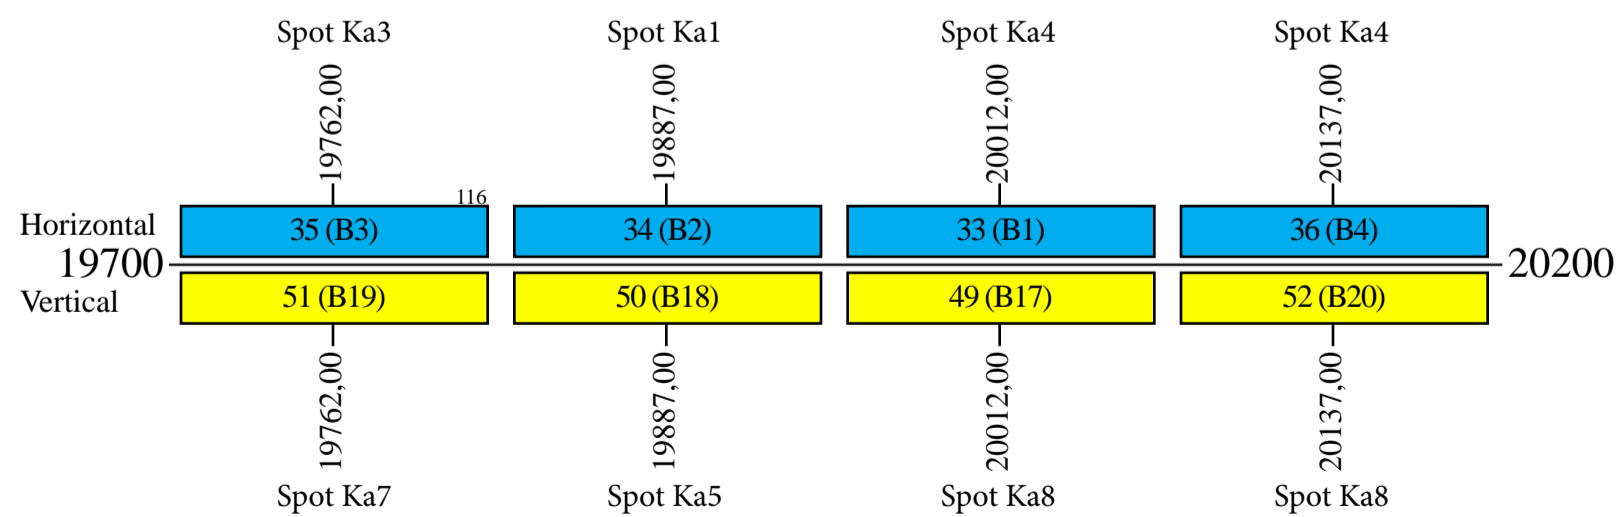 Spot Ka3 Spot Ka1 Spot Ka4 Spot Ka4
19762,00 19887,00 20012,00 20137,00
116
Horizontal 35 (B3) 34 (B2) 33 (B1) 36 (B4)
19700 20200
Vertical 51 (B19) 50 (B18) 49 (B17) 52 (B20)
19762,00 19887,00 20012,00 20137,00
Spot Ka7 Spot Ka5 Spot Ka8 Spot Ka8